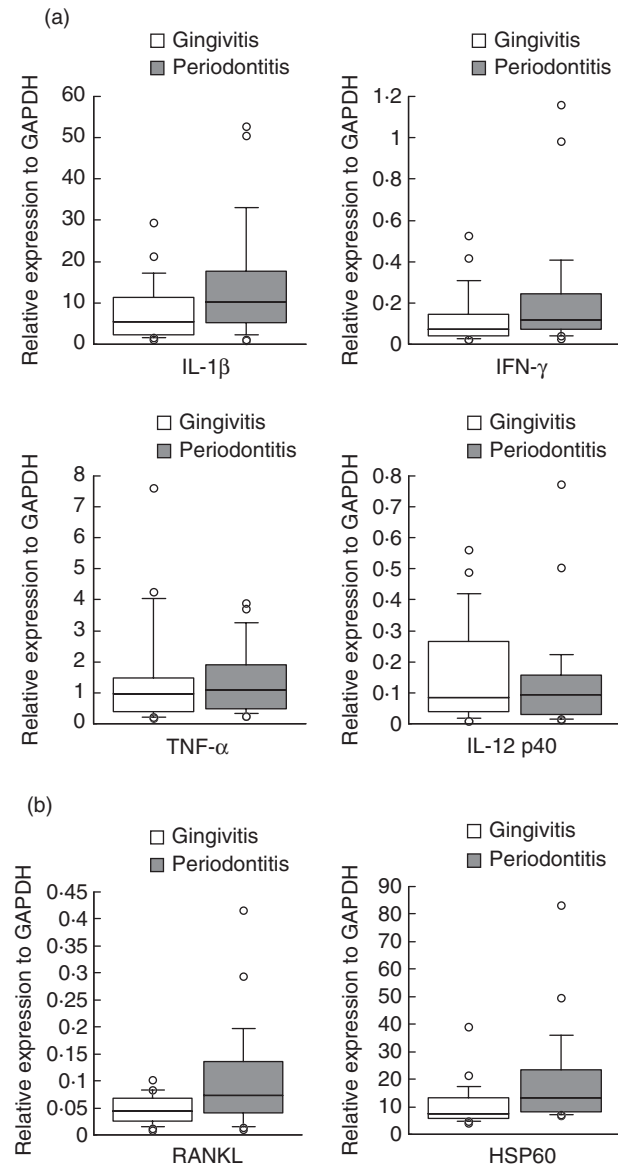 (a)
Gingivitis
Periodontitis
Relative expression to GAPDH
60
50
40
30
20
10
0
IL-1β
Gingivitis
Periodontitis
Relative expression to GAPDH
1·2
1
0·8
0·6
0·4
0·2
0
IFN-γ
Gingivitis
Periodontitis
Relative expression to GAPDH
8
7
6
5
4
3
2
1
0
TNF-α
Gingivitis
Periodontitis
Relative expression to GAPDH
0·8
0·7
0·6
0·5
0·4
0·3
0·2
0·1
0
IL-12 p40
(b)
Gingivitis
Periodontitis
Relative expression to GAPDH
0·45
0·4
0·35
0·3
0·25
0·2
0·15
0·1
0·05
0
RANKL
Gingivitis
Periodontitis
Relative expression to GAPDH
90
80
70
60
50
40
30
20
10
0
HSP60